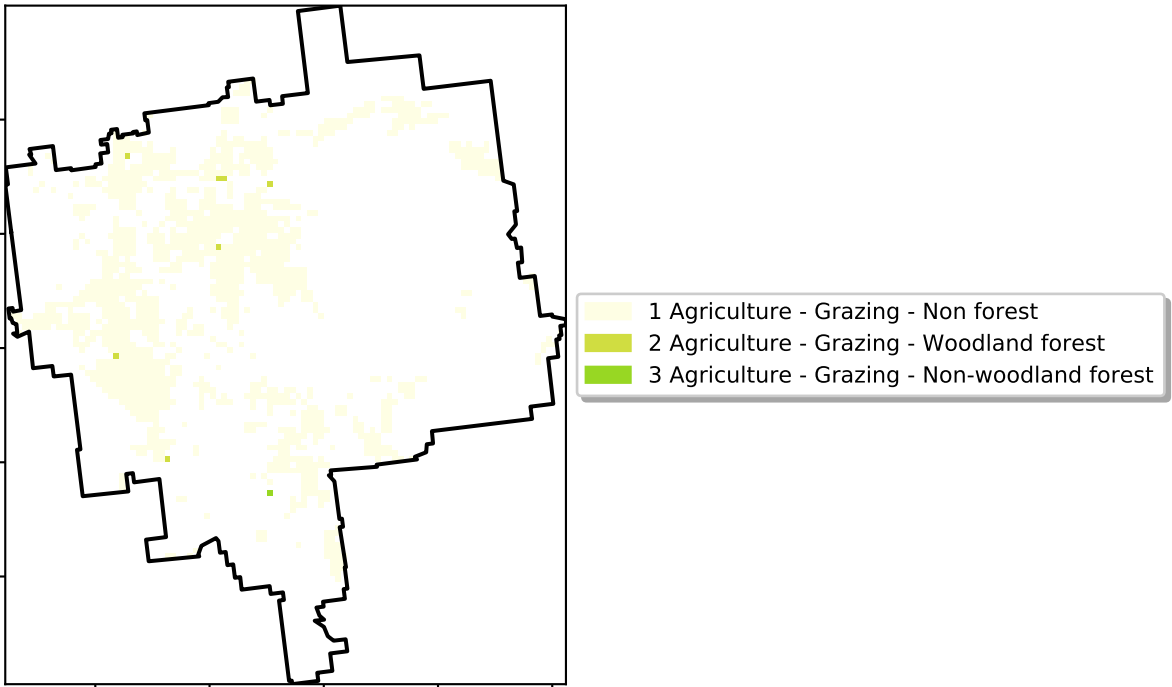 1 Agriculture - Grazing - Non forest
2 Agriculture - Grazing - Woodland forest
3 Agriculture - Grazing - Non-woodland forest